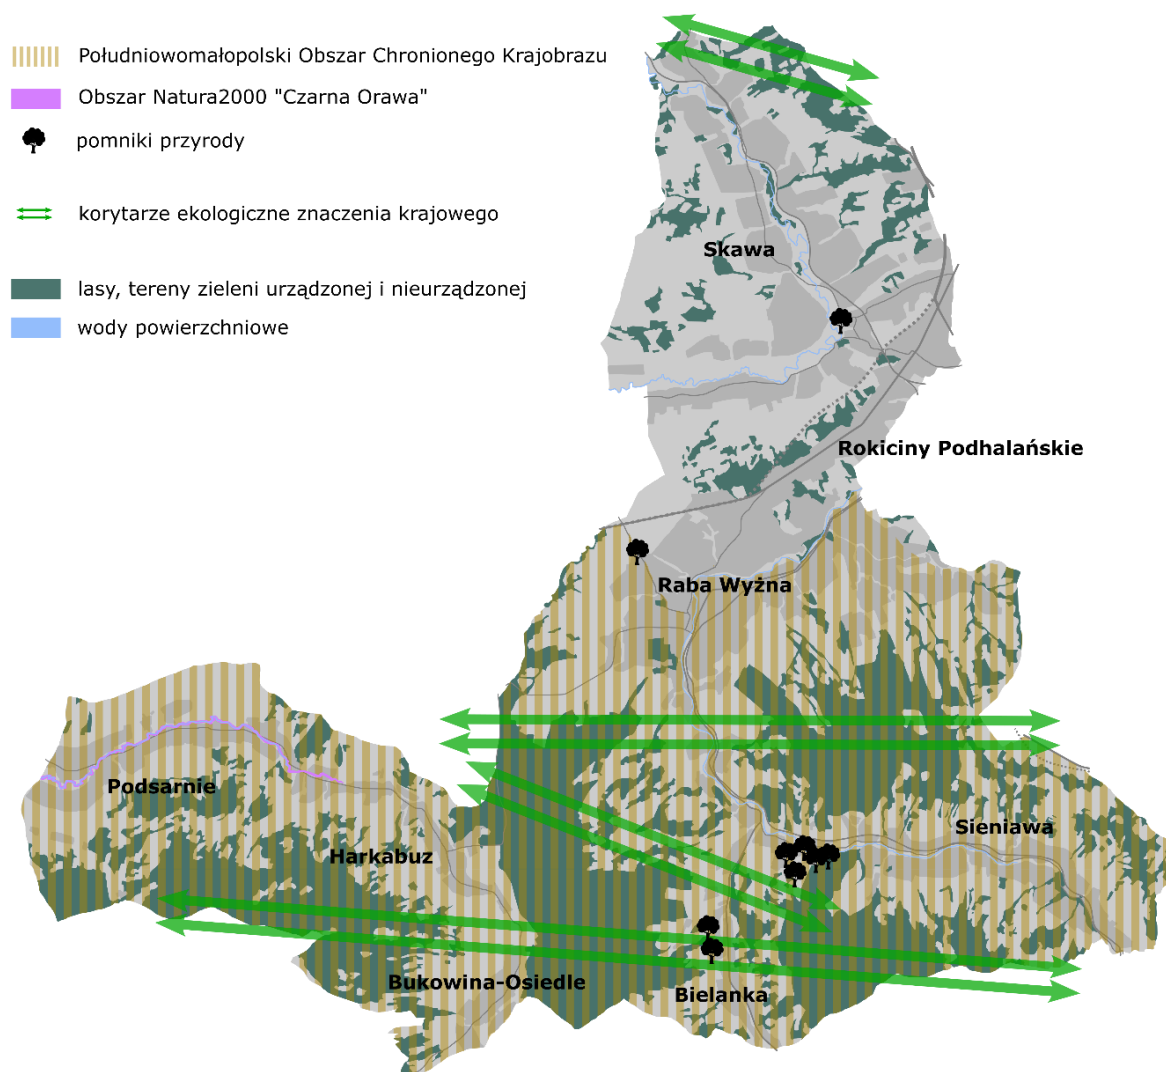 Południowomałopolski Obszar Chronionego Krajobrazu
Obszar Natura2000 "Czarna Orawa"
pomniki przyrody
korytarze ekologiczne znaczenia krajowego
lasy, tereny zieleni urządzonej i nieurządzonej
wody powierzchniowe
Skawa
Rokiciny Podhalańskie
Raba Wyżna
Podsarnie
Sieniawa
Harkabuz
Bukowina-Osiedle
Bielanka